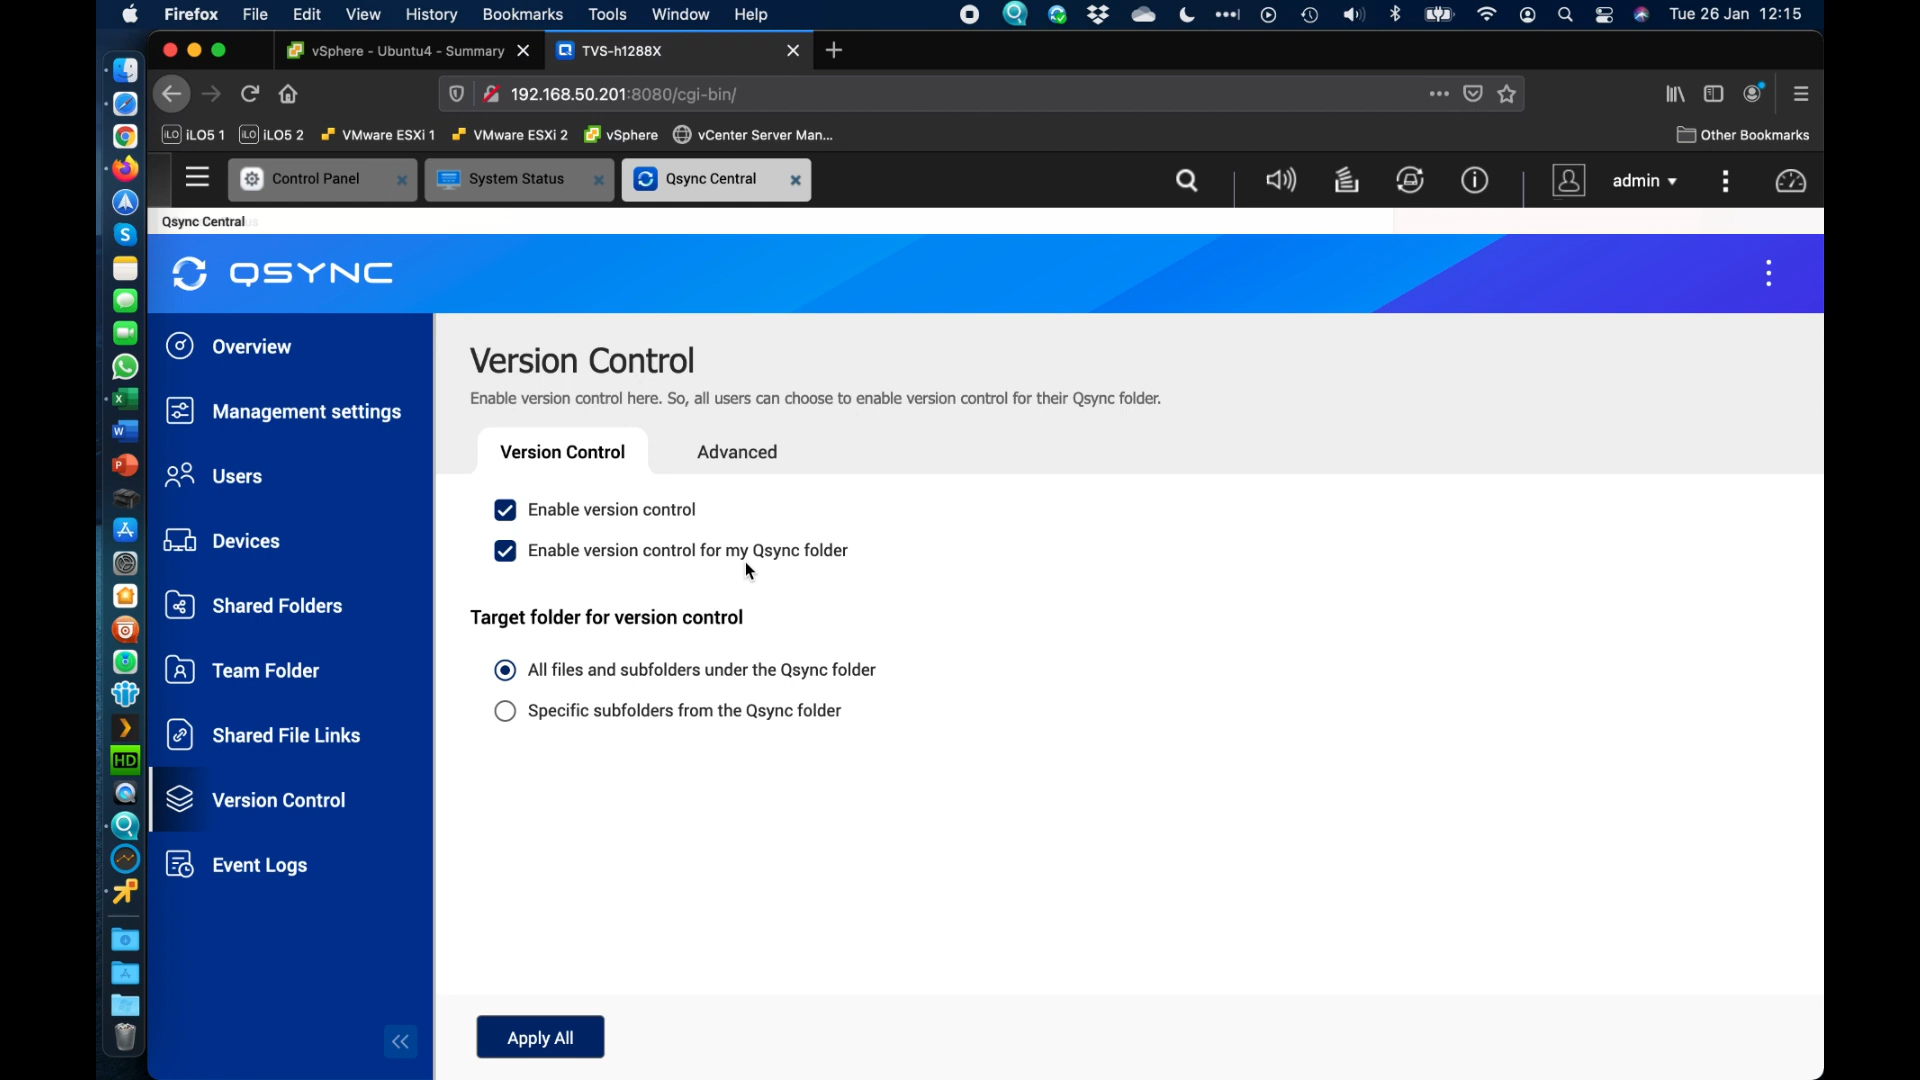 Firefox File Edit View History Bookmarks Tools Window Help Tue 26 Jan 12:15
vSphere - Ubuntu4 - Summary TVS-h1288X
192.168.50.201:8080/cgi-bin/
iLO iLO5 1 iLO iLO5 2 VMware ESXi 1 VMware ESXi 2 vSphere vCenter Server Man... Other Bookmarks
Control Panel System Status Qsync Central admin
Qsync Central
QSYNC
Overview
Management settings
Users
Devices
Shared Folders
Team Folder
Shared File Links
Version Control
Event Logs
Version Control
Enable version control here. So, all users can choose to enable version control for their Qsync folder.
Version Control Advanced
Enable version control
Enable version control for my Qsync folder
Target folder for version control
All files and subfolders under the Qsync folder
Specific subfolders from the Qsync folder
Apply All
HD